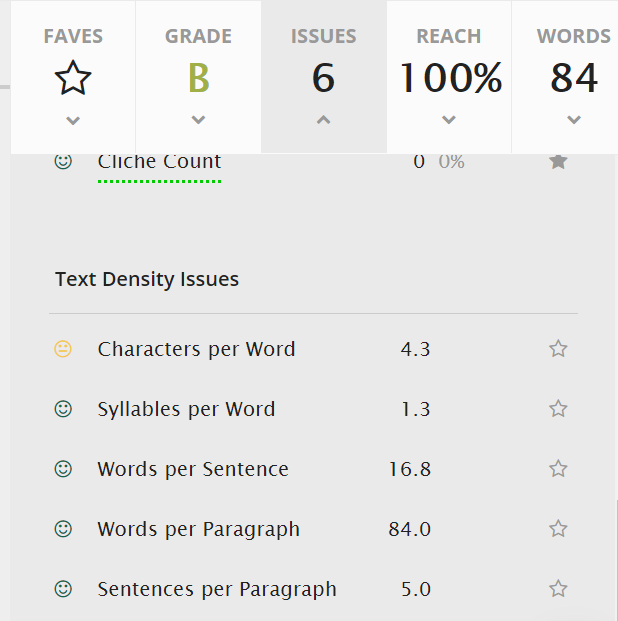 FAVES GRADE ISSUES REACH WORDS
B 6 100% 84
Cliche Count 0 0%
Text Density Issues
Characters per Word 4.3
Syllables per Word 1.3
Words per Sentence 16.8
Words per Paragraph 84.0
Sentences per Paragraph 5.0